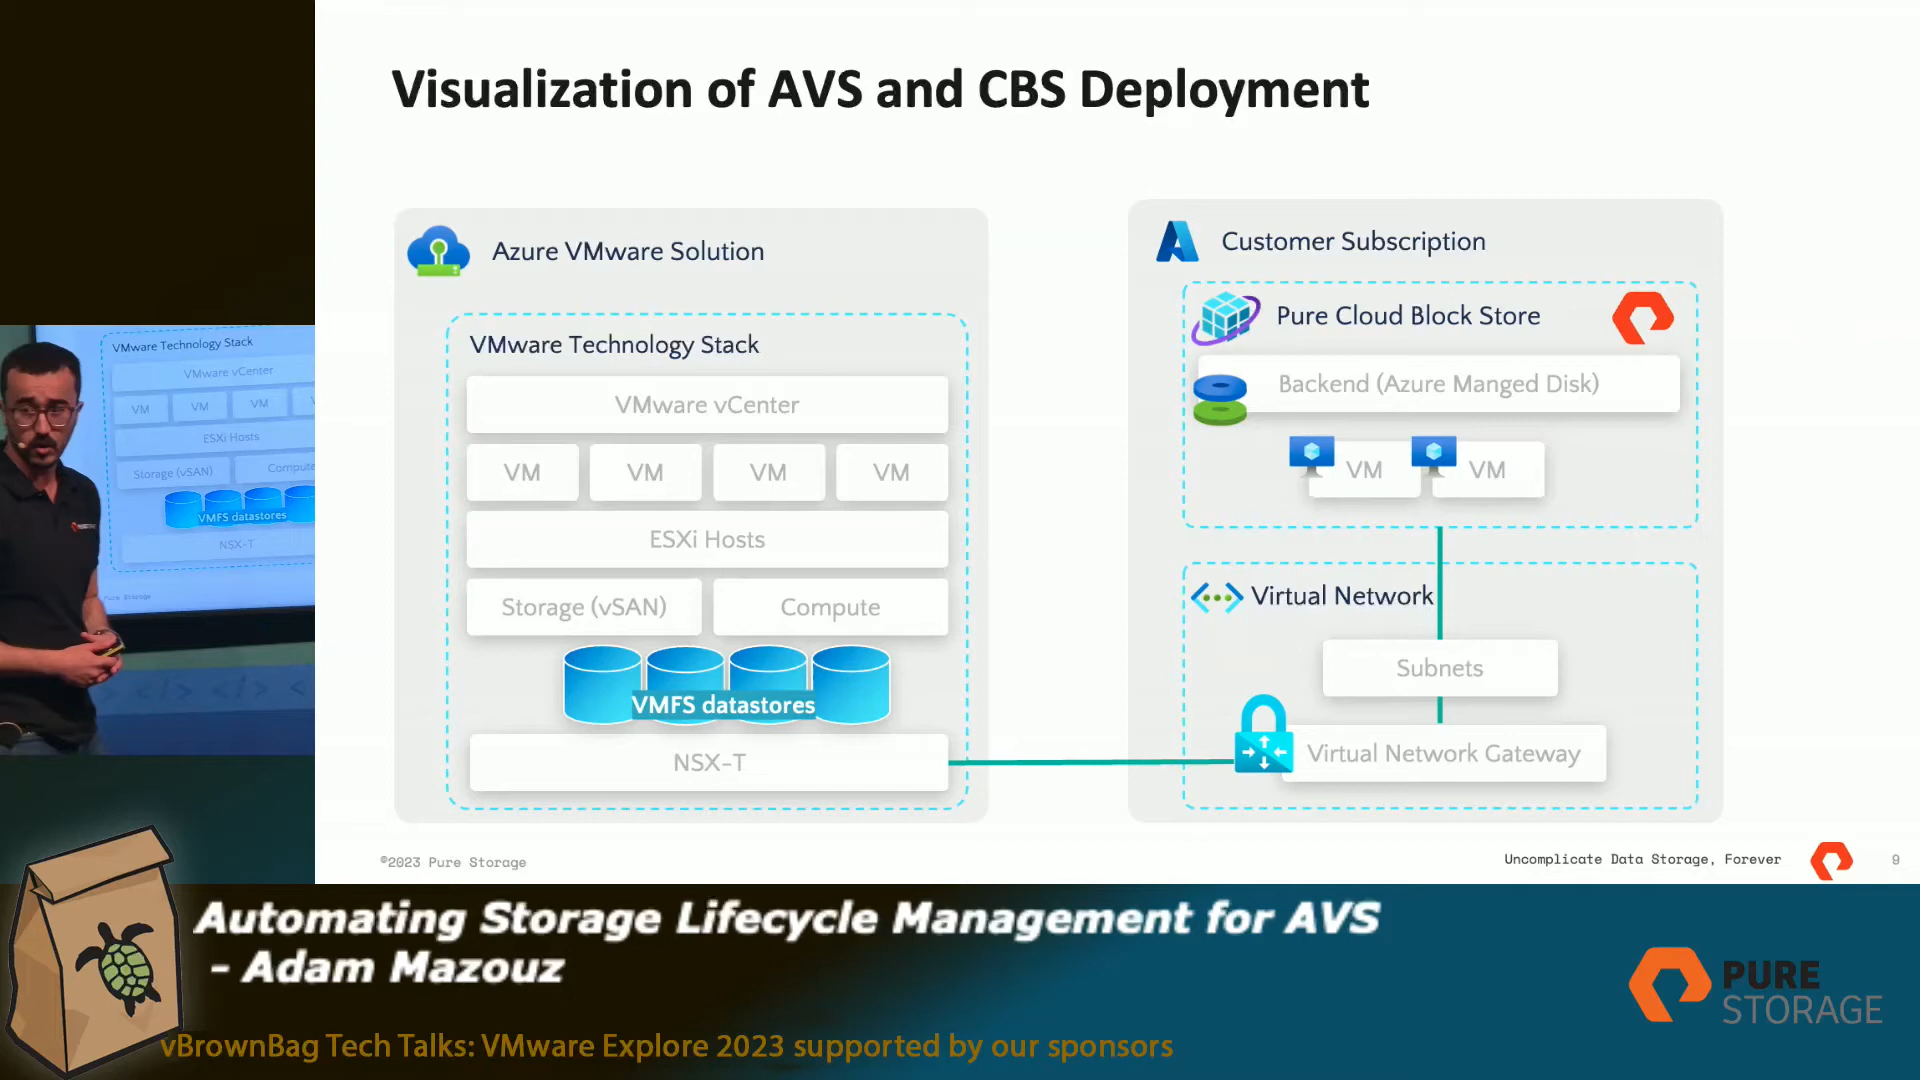 Visualization of AVS and CBS Deployment
Azure VMware Solution
VMware Technology Stack
VMware vCenter
VM VM VM VM
ESXi Hosts
Storage (vSAN) Compute
VMFS datastores
NSX-T
Customer Subscription
Pure Cloud Block Store
Backend (Azure Manged Disk)
VM VM
Virtual Network
Subnets
Virtual Network Gateway
©2023 Pure Storage
Uncomplicate Data Storage, Forever
9
VMware Technology Stack
VMware vCenter
VM VM VM
ESXi Hosts
Storage (vSAN) Compute
VMFS datastores
NSX-T
Pure Storage
Automating Storage Lifecycle Management for AVS
- Adam Mazouz
PURE
STORAGE
vBrownBag Tech Talks: VMware Explore 2023 supported by our sponsors